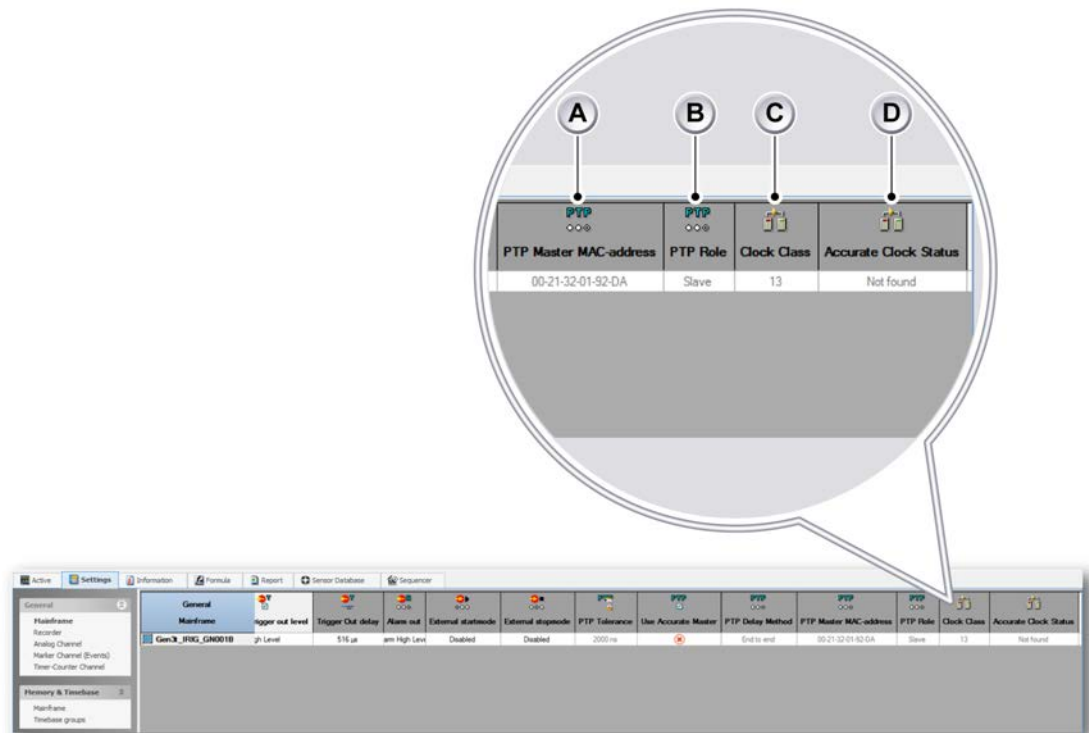 A B C D
PTP PTP
PTP Master MAC-address PTP Role Clock Class Accurate Clock Status
00-21-32-01-92-DA Slave 13 Not found
Active Settings Information Formula Report Sensor Database Sequencer
General
Mainframe
Recorder
Analog Channel
Marker Channel (Events)
Timer-Counter Channel
Memory & Timebase
Mainframe
Timebase groups
General PTP PTP PTP PTP
Mainframe rigger out level Trigger Out delay Alarm out External startmode External stopmode PTP Tolerance Use Accurate Master PTP Delay Method PTP Master MAC-address PTP Role Clock Class Accurate Clock Status
Gen3t_IRIG_GN001B gh Level 516 µs arm High Leve Disabled Disabled 2000 ns End to end 00-21-32-01-92-DA Slave 13 Not found